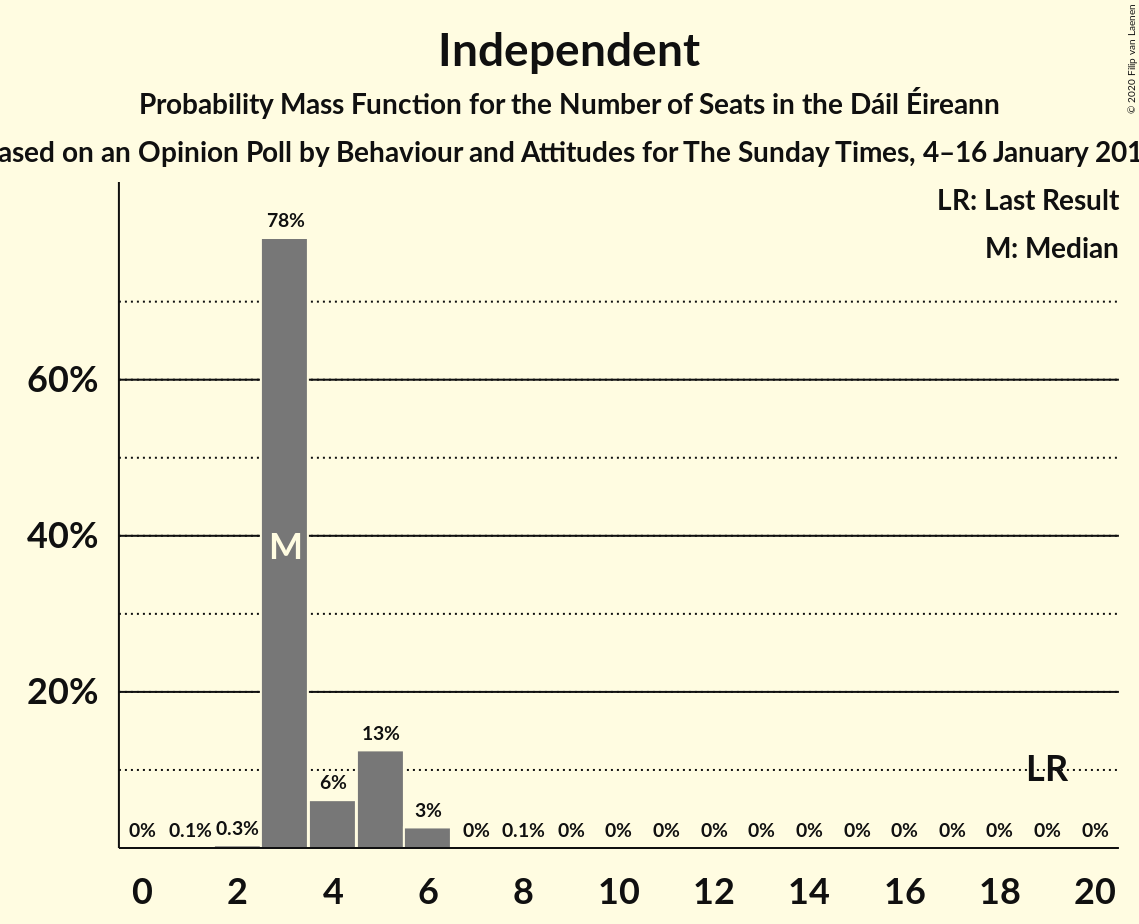 Independent
Probability Mass Function for the Number of Seats in the Dáil Éireann
ased on an Opinion Poll by Behaviour and Attitudes for The Sunday Times, 4–16 January 201
© 2020 Filip van Laenen
LR: Last Result
M: Median
78%
60%
40%
M
20%
13%
LR
6%
3%
0% 0.1% 0.3% 0% 0.1% 0% 0% 0% 0% 0% 0% 0% 0% 0% 0% 0% 0%
0 2 4 6 8 10 12 14 16 18 20